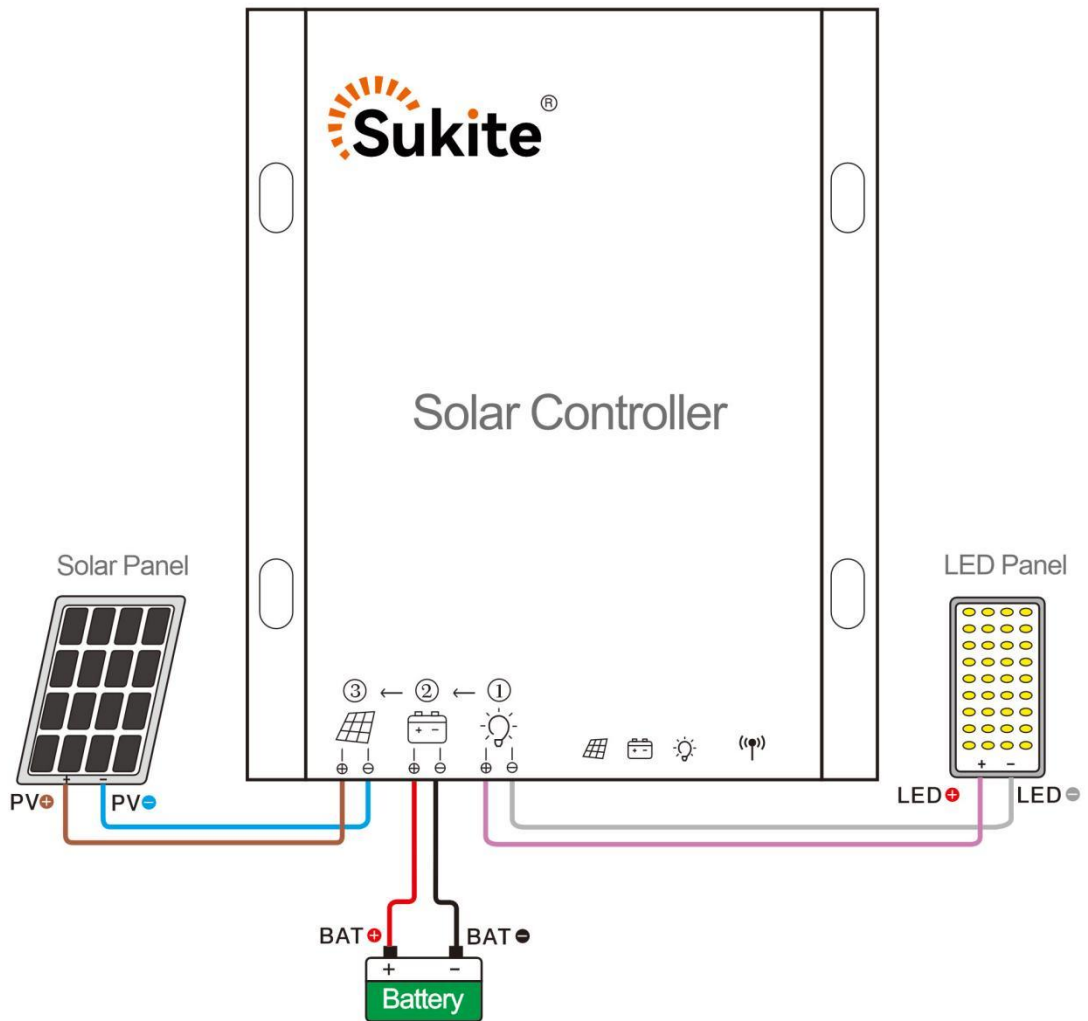 Sukite®
Solar Controller
Solar Panel
LED Panel
③ ← ② ← ①
+ −
+ −
⊕ ⊖ ⊕ ⊖ ⊕ ⊖
+ −
+ −
PV⊕ PV⊖
LED⊕ LED⊖
BAT⊕ BAT⊖
+ −
Battery